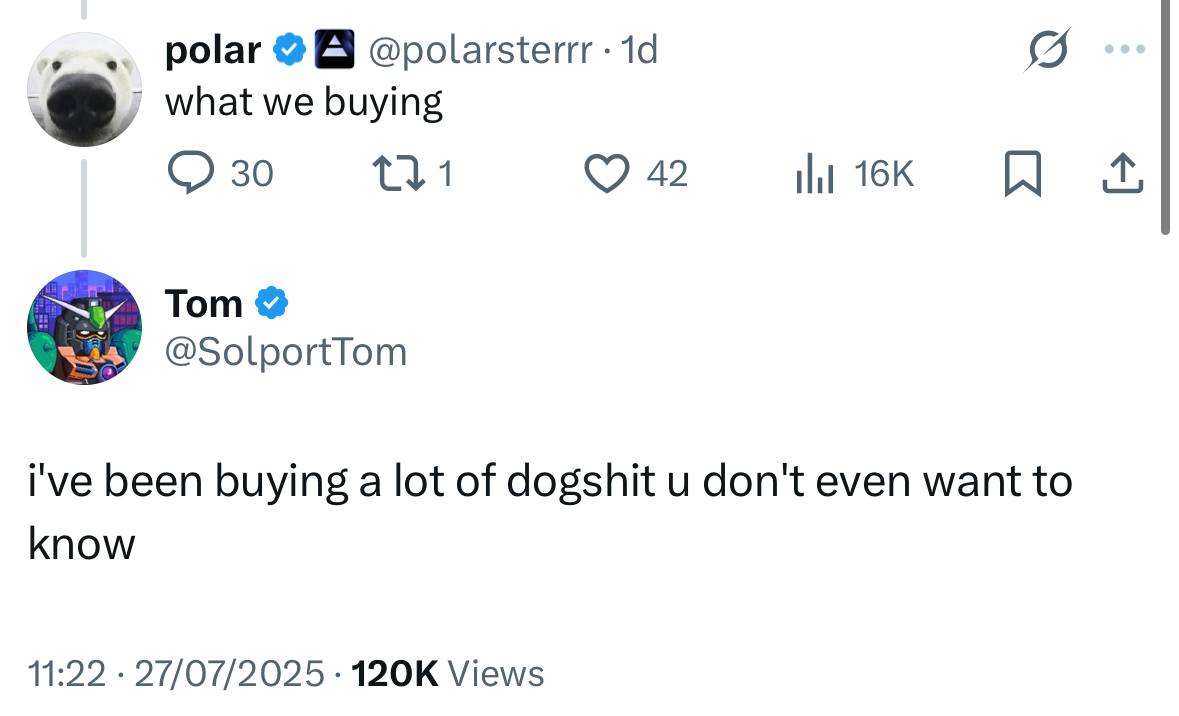 polar @polarsterrr · 1d
what we buying
30 1 42 16K
Tom
@SolportTom
i've been buying a lot of dogshit u don't even want to
know
11:22 · 27/07/2025 · 120K Views